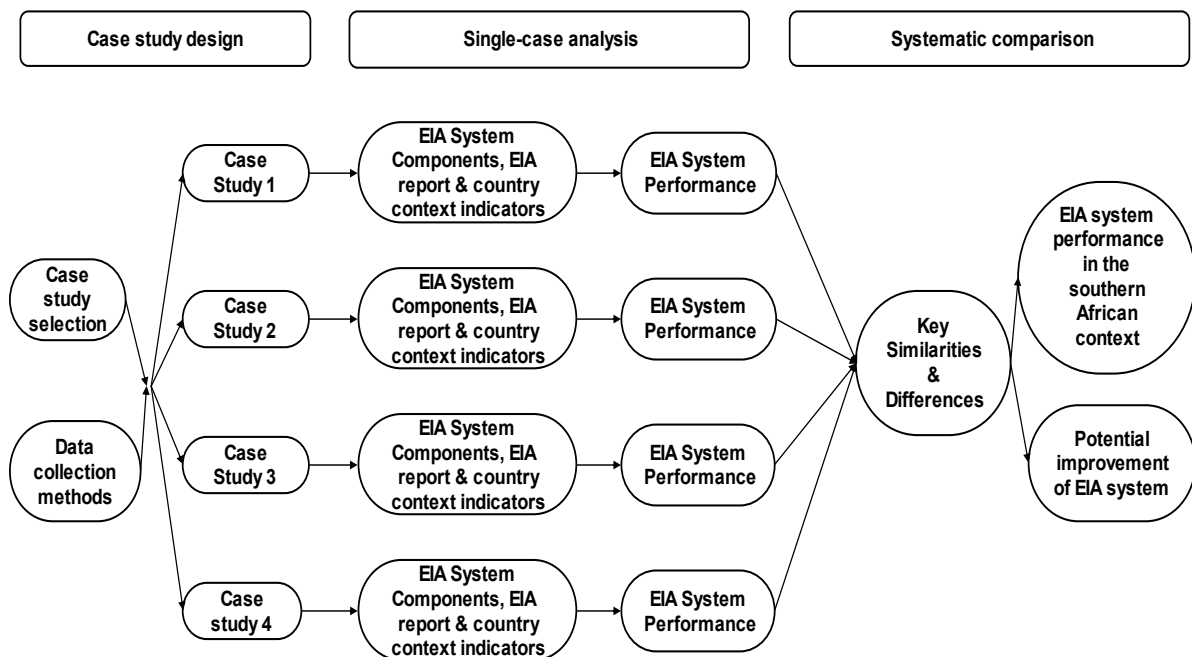 Case study design
Single-case analysis
Systematic comparison
Case
study
selection
Data
collection
methods
Case
Study 1
EIA System
Components, EIA
report & country
context indicators
EIA System
Performance
Case
Study 2
EIA System
Components, EIA
report & country
context indicators
EIA System
Performance
Case
Study 3
EIA System
Components, EIA
report & country
context indicators
EIA System
Performance
Case
study 4
EIA System
Components, EIA
report & country
context indicators
EIA System
Performance
Key
Similarities
&
Differences
EIA system
performance
in the
southern
African
context
Potential
improvement
of EIA system